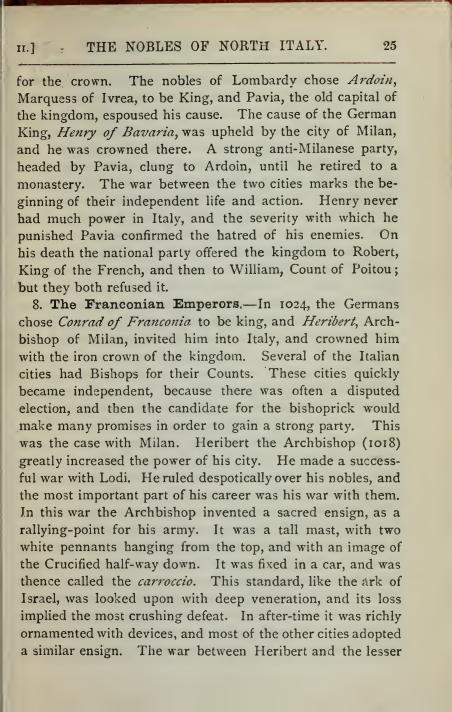 II.] THE NOBLES OF NORTH ITALY. 25
for the crown. The nobles of Lombardy chose Ardoin,
Marquess of Ivrea, to be King, and Pavia, the old capital of
the kingdom, espoused his cause. The cause of the German
King, Henry of Bavaria, was upheld by the city of Milan,
and he was crowned there. A strong anti-Milanese party,
headed by Pavia, clung to Ardoin, until he retired to a
monastery. The war between the two cities marks the be-
ginning of their independent life and action. Henry never
had much power in Italy, and the severity with which he
punished Pavia confirmed the hatred of his enemies. On
his death the national party offered the kingdom to Robert,
King of the French, and then to William, Count of Poitou;
but they both refused it.
8. The Franconian Emperors.—In 1024, the Germans
chose Conrad of Franconia to be king, and Heribert, Arch-
bishop of Milan, invited him into Italy, and crowned him
with the iron crown of the kingdom. Several of the Italian
cities had Bishops for their Counts. These cities quickly
became independent, because there was often a disputed
election, and then the candidate for the bishoprick would
make many promises in order to gain a strong party. This
was the case with Milan. Heribert the Archbishop (1018)
greatly increased the power of his city. He made a success-
ful war with Lodi. He ruled despotically over his nobles, and
the most important part of his career was his war with them.
In this war the Archbishop invented a sacred ensign, as a
rallying-point for his army. It was a tall mast, with two
white pennants hanging from the top, and with an image of
the Crucified half-way down. It was fixed in a car, and was
thence called the carroccio. This standard, like the ark of
Israel, was looked upon with deep veneration, and its loss
implied the most crushing defeat. In after-time it was richly
ornamented with devices, and most of the other cities adopted
a similar ensign. The war between Heribert and the lesser